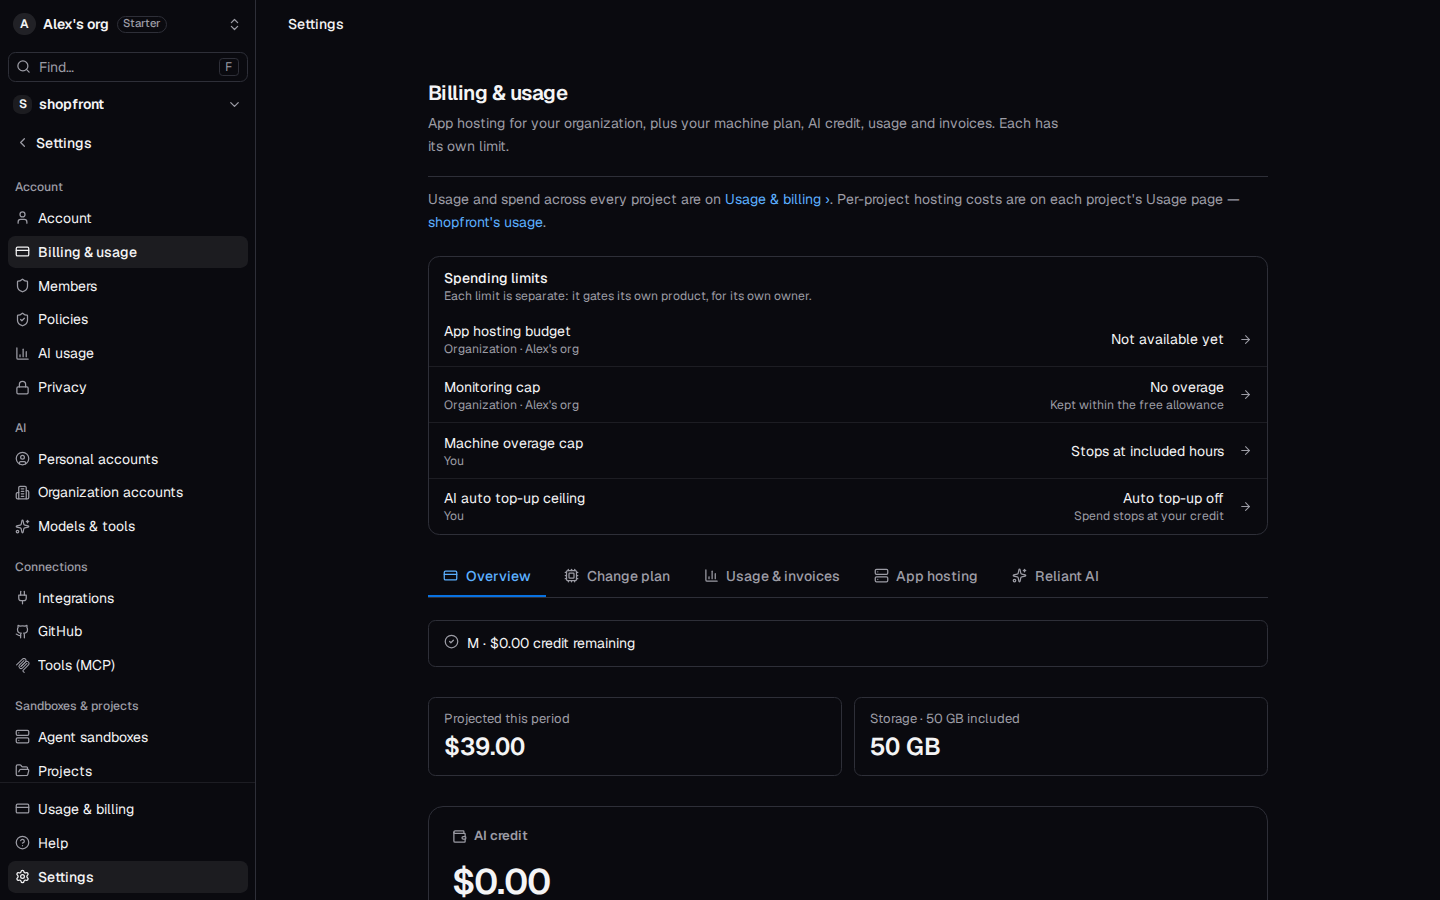 A Alex's org Starter
Find... F
S shopfront
Settings
Account
Account
Billing & usage
Members
Policies
AI usage
Privacy
AI
Personal accounts
Organization accounts
Models & tools
Connections
Integrations
GitHub
Tools (MCP)
Sandboxes & projects
Agent sandboxes
Projects
Usage & billing
Help
Settings
Settings
Billing & usage
App hosting for your organization, plus your machine plan, AI credit, usage and invoices. Each has
its own limit.
Usage and spend across every project are on Usage & billing ›. Per-project hosting costs are on each project's Usage page —
shopfront's usage.
Spending limits
Each limit is separate: it gates its own product, for its own owner.
App hosting budget
Organization · Alex's org
Not available yet →
Monitoring cap
Organization · Alex's org
No overage →
Kept within the free allowance
Machine overage cap
You
Stops at included hours →
AI auto top-up ceiling
You
Auto top-up off →
Spend stops at your credit
Overview Change plan Usage & invoices App hosting Reliant AI
M · $0.00 credit remaining
Projected this period
$39.00
Storage · 50 GB included
50 GB
AI credit
$0.00